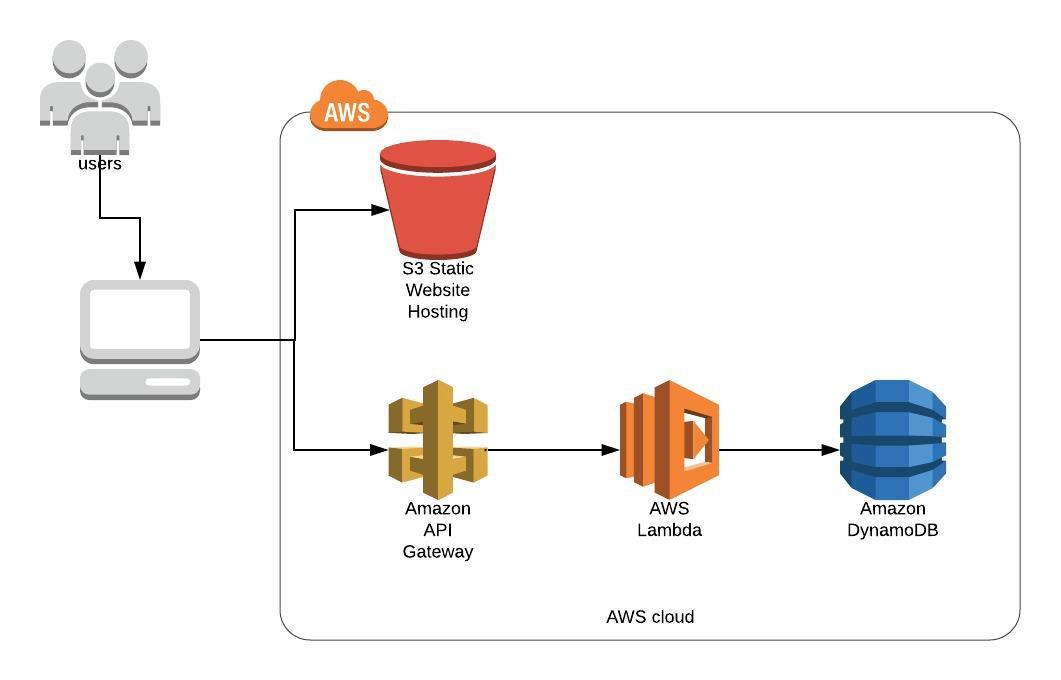 users
AWS
S3 Static
Website
Hosting
Amazon
API
Gateway
AWS
Lambda
Amazon
DynamoDB
AWS cloud